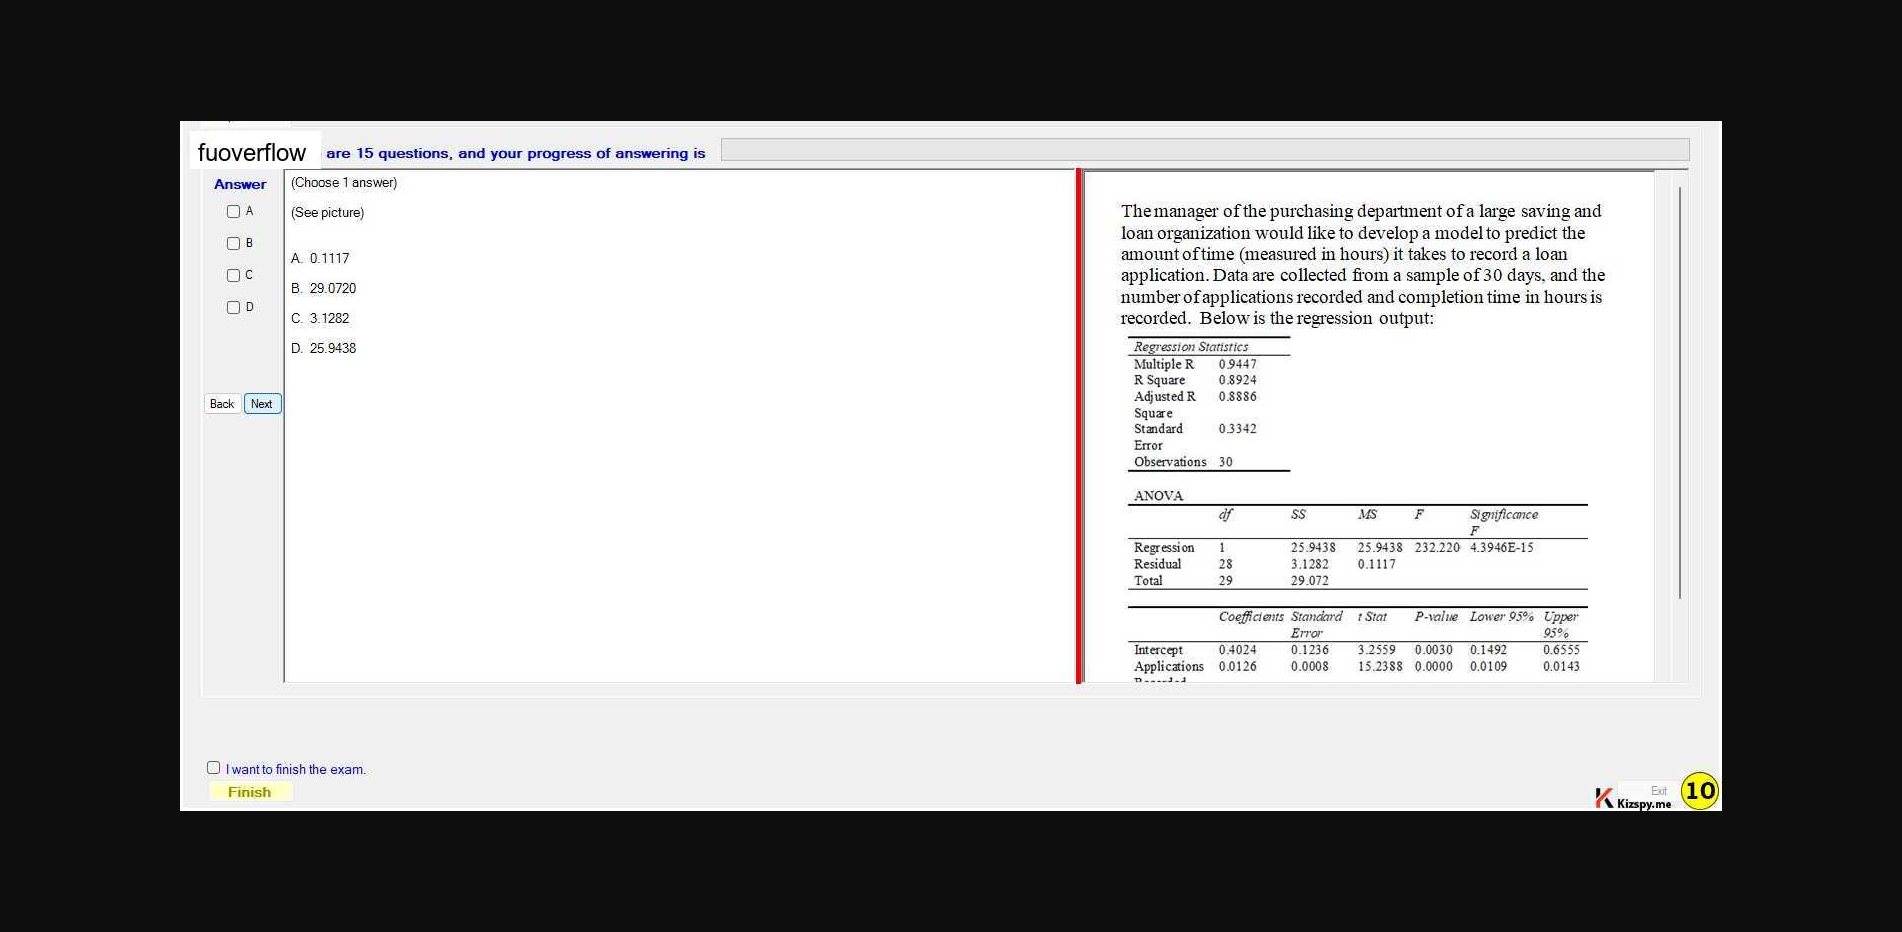 fuoverflow are 15 questions, and your progress of answering is
Answer
A
B
C
D
Back Next
(Choose 1 answer)
(See picture)
A. 0.1117
B. 29.0720
C. 3.1282
D. 25.9438
The manager of the purchasing department of a large saving and
loan organization would like to develop a model to predict the
amount of time (measured in hours) it takes to record a loan
application. Data are collected from a sample of 30 days, and the
number of applications recorded and completion time in hours is
recorded. Below is the regression output:
Regression Statistics
Multiple R 0.9447
R Square 0.8924
Adjusted R 0.8886
Square
Standard 0.3342
Error
Observations 30
ANOVA
df SS MS F Significance
F
Regression 1 25.9438 25.9438 232.220 4.3946E-15
Residual 28 3.1282 0.1117
Total 29 29.072
Coefficients Standard t Stat P-value Lower 95% Upper
Error 95%
Intercept 0.4024 0.1236 3.2559 0.0030 0.1492 0.6555
Applications 0.0126 0.0008 15.2388 0.0000 0.0109 0.0143
I want to finish the exam.
Finish
Exit
Kizspy.me
10